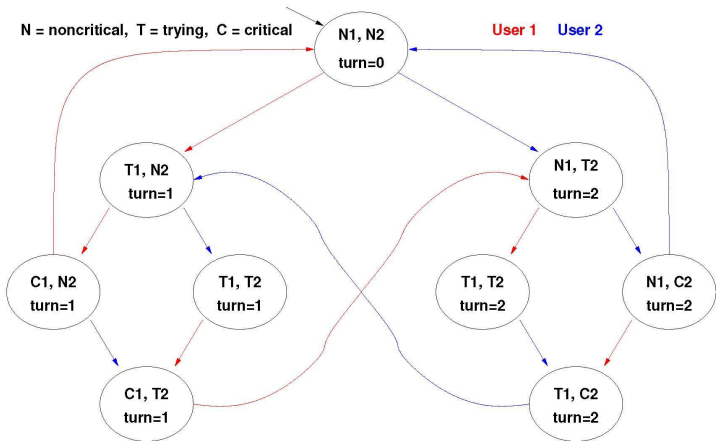 N = noncritical, T = trying, C = critical
User 1 User 2
N1, N2
turn=0
T1, N2
turn=1
N1, T2
turn=2
C1, N2
turn=1
T1, T2
turn=1
T1, T2
turn=2
N1, C2
turn=2
C1, T2
turn=1
T1, C2
turn=2